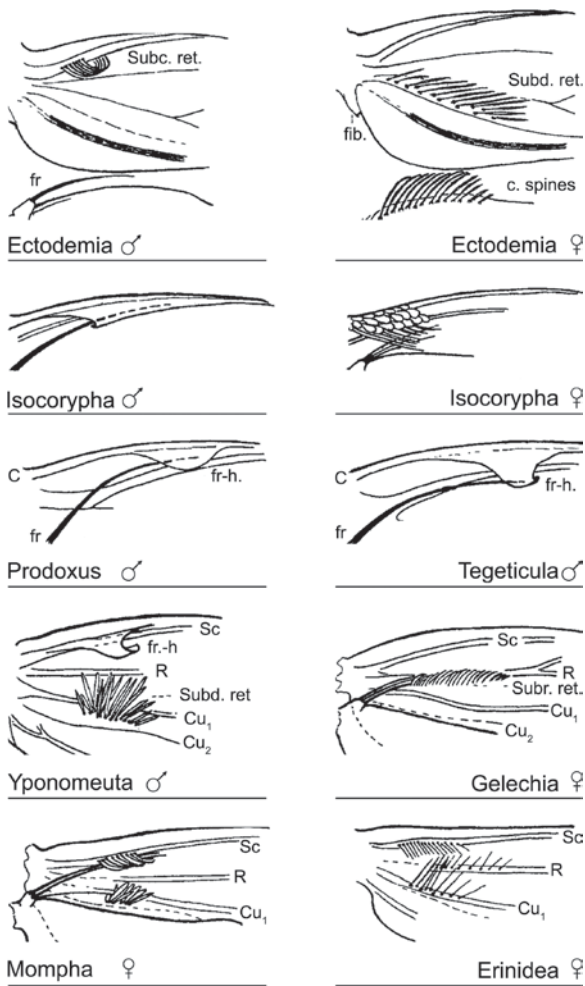 Subc. ret.
fr
Ectodemia ♂
Subd. ret.
fib.
c. spines
Ectodemia ♀
Isocorypha ♂
Isocorypha ♀
C
fr-h.
fr
Prodoxus ♂
C
fr-h.
fr
Tegeticula ♂
Sc
fr.-h
R
Subd. ret
Cu₁
Cu₂
Yponomeuta ♂
Sc
R
Subr. ret.
Cu₁
Cu₂
Gelechia ♀
Sc
R
Cu₁
Mompha ♀
Sc
R
Cu₁
Erinidea ♀